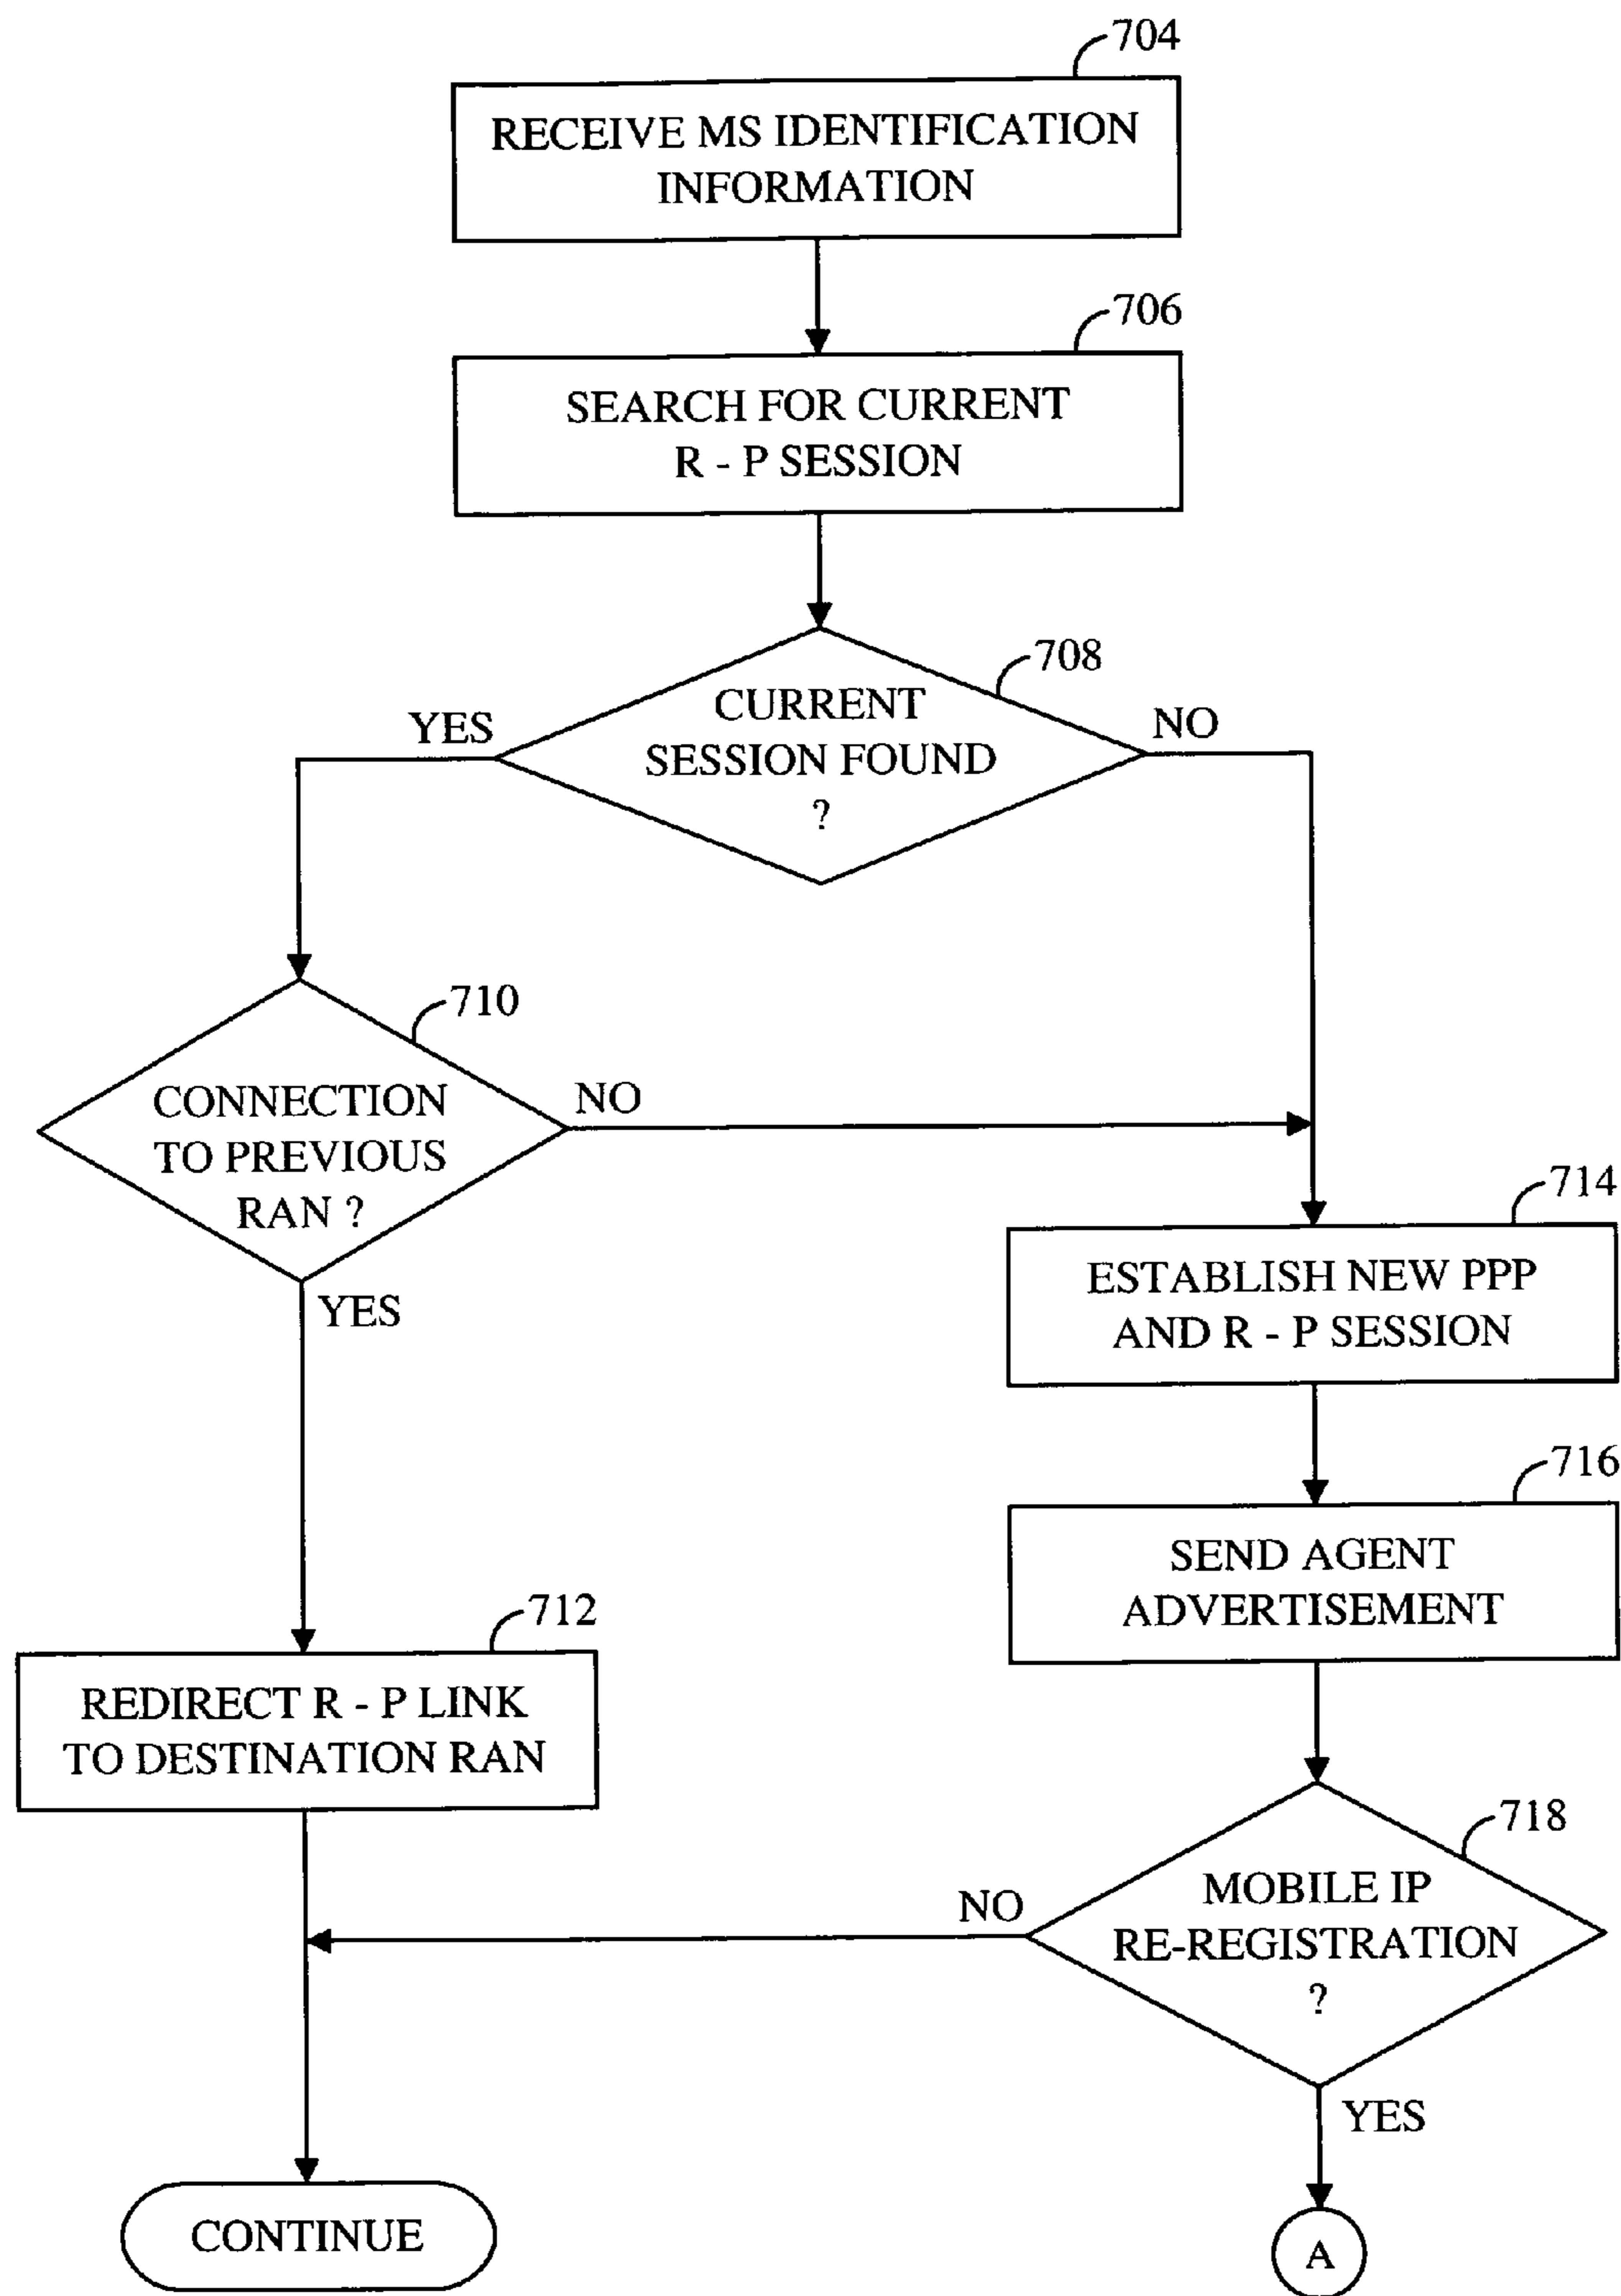 704
RECEIVE MS IDENTIFICATION
INFORMATION
706
SEARCH FOR CURRENT
R - P SESSION
708
CURRENT
SESSION FOUND
?
YES
NO
710
CONNECTION
TO PREVIOUS
RAN ?
NO
YES
714
ESTABLISH NEW PPP
AND R - P SESSION
716
SEND AGENT
ADVERTISEMENT
712
REDIRECT R - P LINK
TO DESTINATION RAN
718
MOBILE IP
RE-REGISTRATION
?
NO
YES
CONTINUE
A